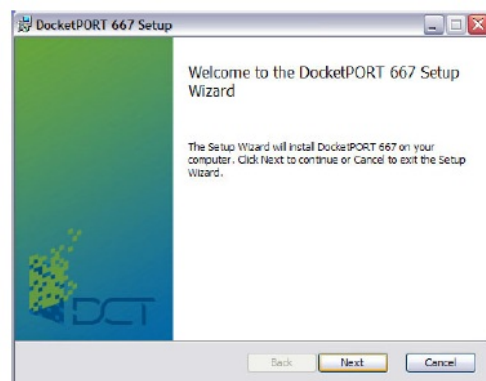 DocketPORT 667 Setup
Welcome to the DocketPORT 667 Setup
Wizard
The Setup Wizard will install DocketPORT 667 on your
computer. Click Next to continue or Cancel to exit the Setup
Wizard.
DCT
Back
Next
Cancel